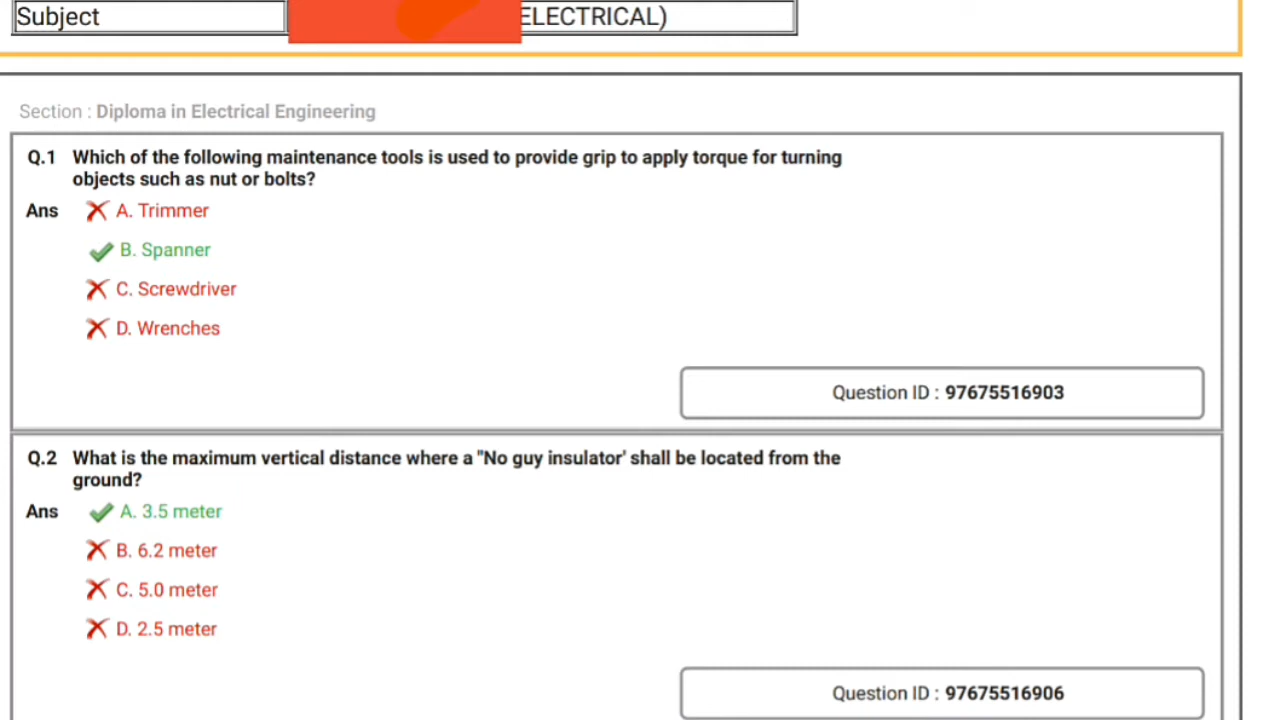 Subject ELECTRICAL)
Section : Diploma in Electrical Engineering
Q.1 Which of the following maintenance tools is used to provide grip to apply torque for turning
objects such as nut or bolts?
Ans A. Trimmer
B. Spanner
C. Screwdriver
D. Wrenches
Question ID : 97675516903
Q.2 What is the maximum vertical distance where a "No guy insulator' shall be located from the
ground?
Ans A. 3.5 meter
B. 6.2 meter
C. 5.0 meter
D. 2.5 meter
Question ID : 97675516906